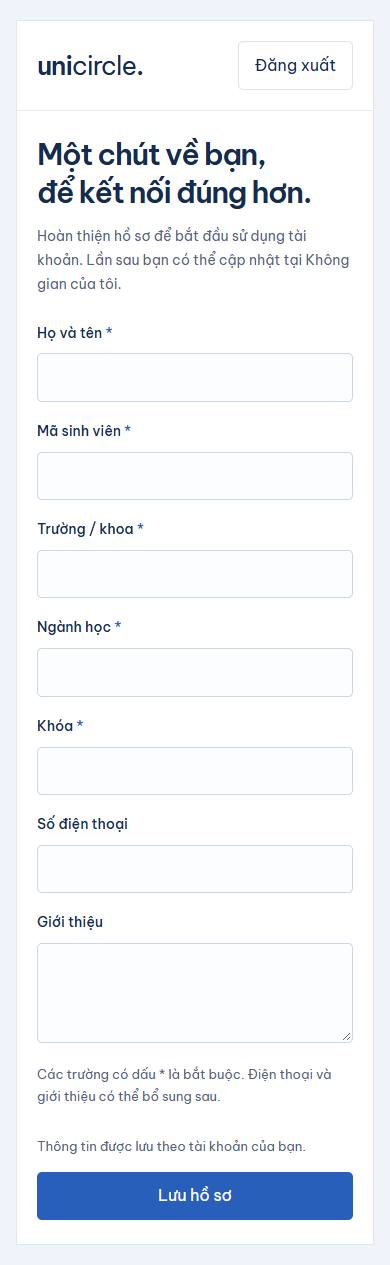 unicircle.
Đăng xuất
Một chút về bạn,
để kết nối đúng hơn.
Hoàn thiện hồ sơ để bắt đầu sử dụng tài
khoản. Lần sau bạn có thể cập nhật tại Không
gian của tôi.
Họ và tên *
Mã sinh viên *
Trường / khoa *
Ngành học *
Khóa *
Số điện thoại
Giới thiệu
Các trường có dấu * là bắt buộc. Điện thoại và
giới thiệu có thể bổ sung sau.
Thông tin được lưu theo tài khoản của bạn.
Lưu hồ sơ